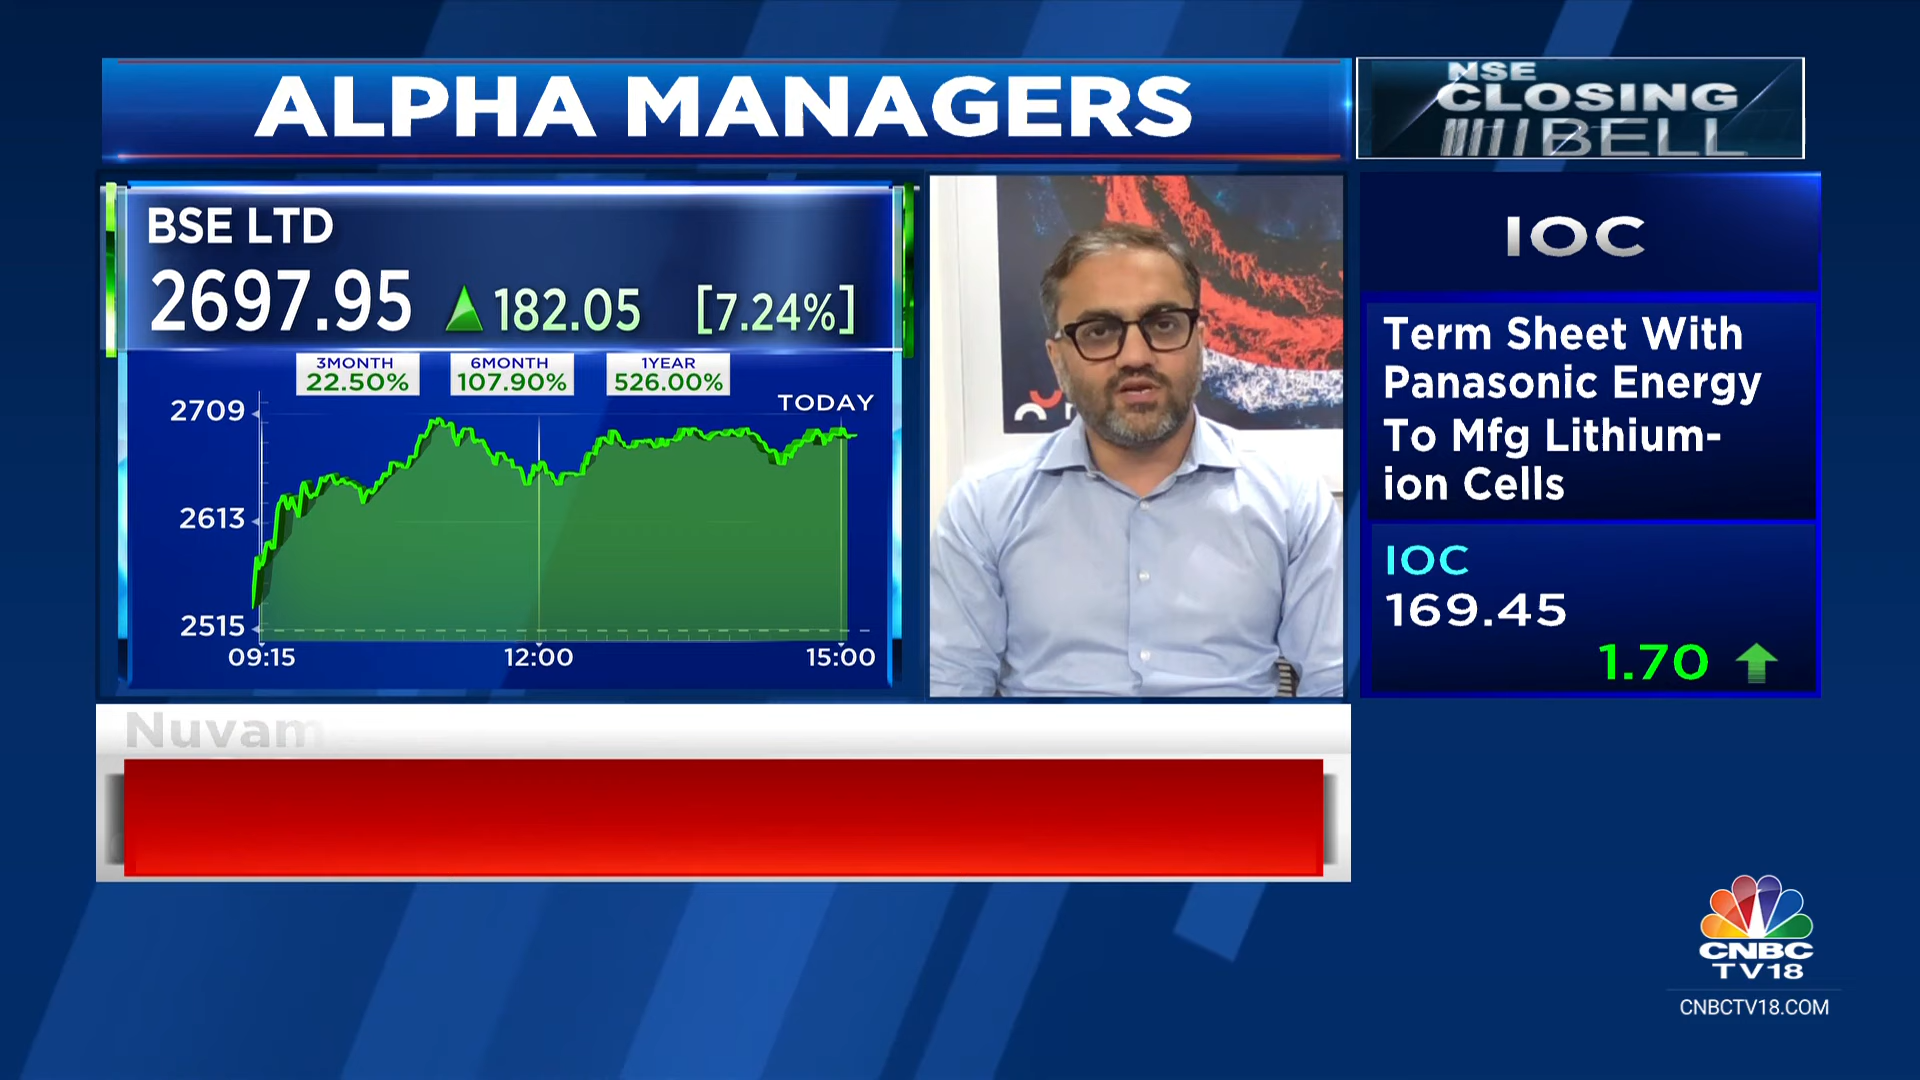 ALPHA MANAGERS
NSE
CLOSING
BELL
BSE LTD
2697.95 182.05 [7.24%]
3MONTH 6MONTH 1YEAR
22.50% 107.90% 526.00%
TODAY
2709
2613
2515
09:15 12:00 15:00
IOC
Term Sheet With
Panasonic Energy
To Mfg Lithium-
ion Cells
IOC
169.45
1.70
Nuvam
CNBC
TV18
CNBCTV18.COM